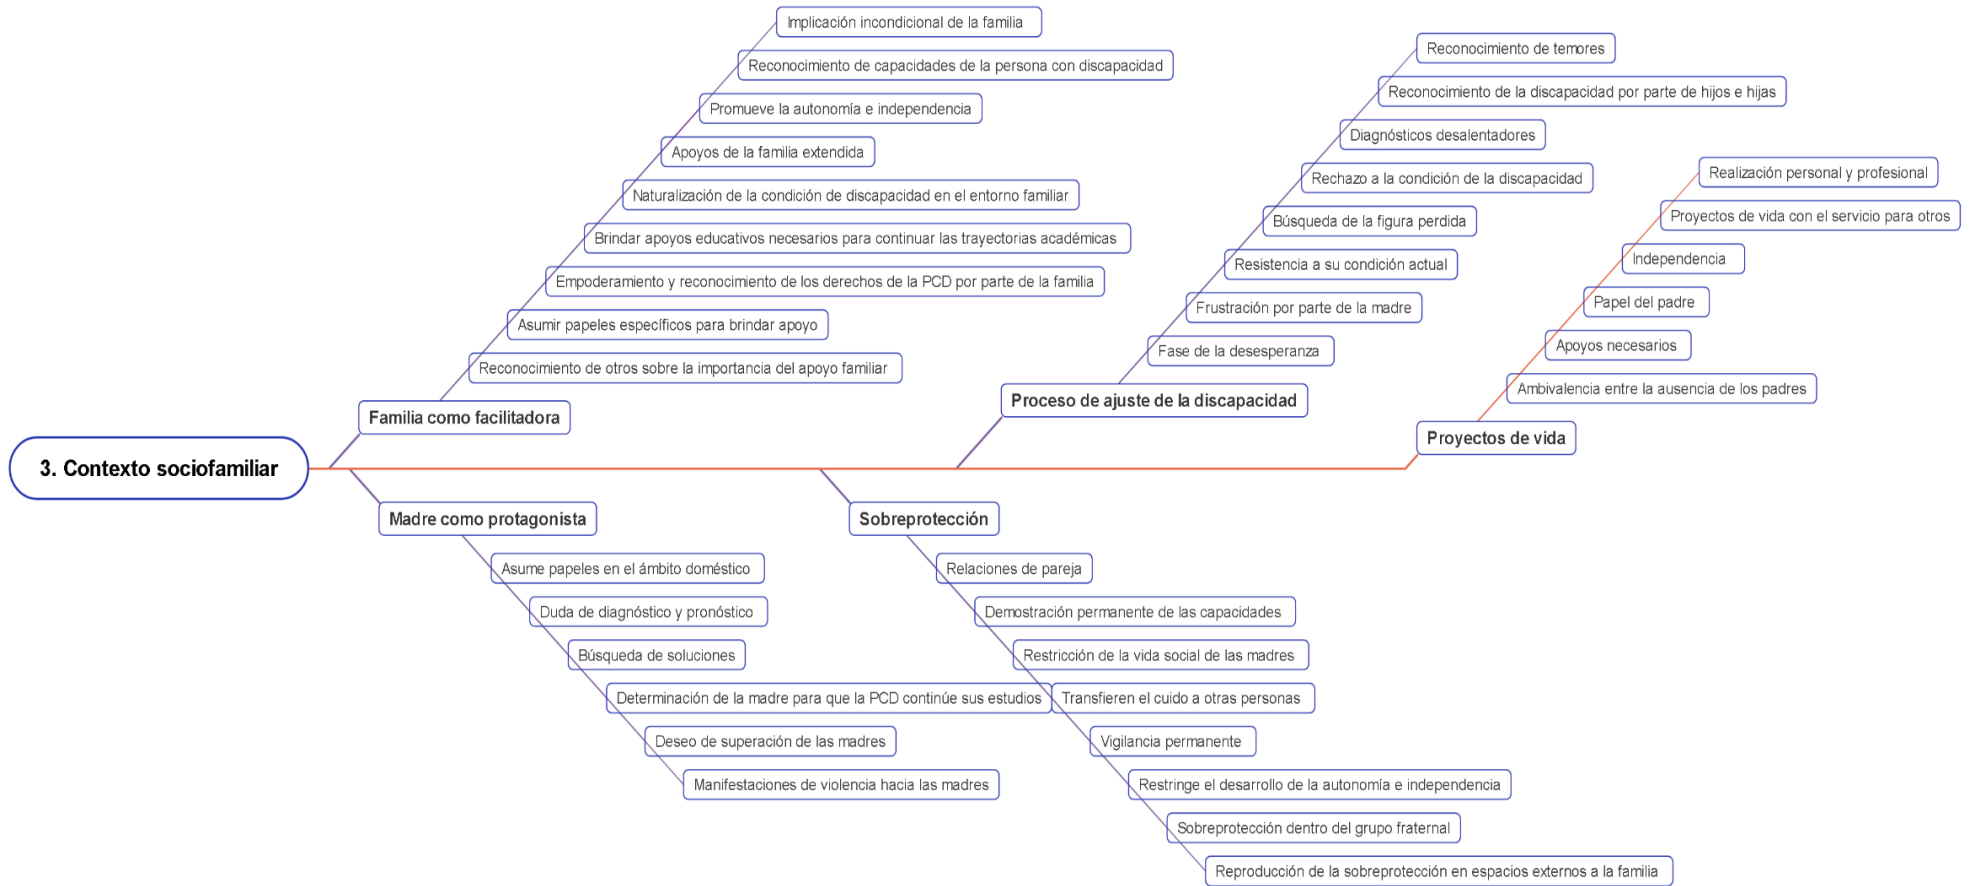 3. Contexto sociofamiliar
Familia como facilitadora
Implicación incondicional de la familia
Reconocimiento de capacidades de la persona con discapacidad
Promueve la autonomía e independencia
Apoyos de la familia extendida
Naturalización de la condición de discapacidad en el entorno familiar
Brindar apoyos educativos necesarios para continuar las trayectorias académicas
Empoderamiento y reconocimiento de los derechos de la PCD por parte de la familia
Asumir papeles específicos para brindar apoyo
Reconocimiento de otros sobre la importancia del apoyo familiar
Madre como protagonista
Asume papeles en el ámbito doméstico
Duda de diagnóstico y pronóstico
Búsqueda de soluciones
Determinación de la madre para que la PCD continúe sus estudios
Deseo de superación de las madres
Manifestaciones de violencia hacia las madres
Sobreprotección
Relaciones de pareja
Demostración permanente de las capacidades
Restricción de la vida social de las madres
Transfieren el cuido a otras personas
Vigilancia permanente
Restringe el desarrollo de la autonomía e independencia
Sobreprotección dentro del grupo fraternal
Reproducción de la sobreprotección en espacios externos a la familia
Proceso de ajuste de la discapacidad
Reconocimiento de temores
Reconocimiento de la discapacidad por parte de hijos e hijas
Diagnósticos desalentadores
Rechazo a la condición de la discapacidad
Búsqueda de la figura perdida
Resistencia a su condición actual
Frustración por parte de la madre
Fase de la desesperanza
Proyectos de vida
Realización personal y profesional
Proyectos de vida con el servicio para otros
Independencia
Papel del padre
Apoyos necesarios
Ambivalencia entre la ausencia de los padres